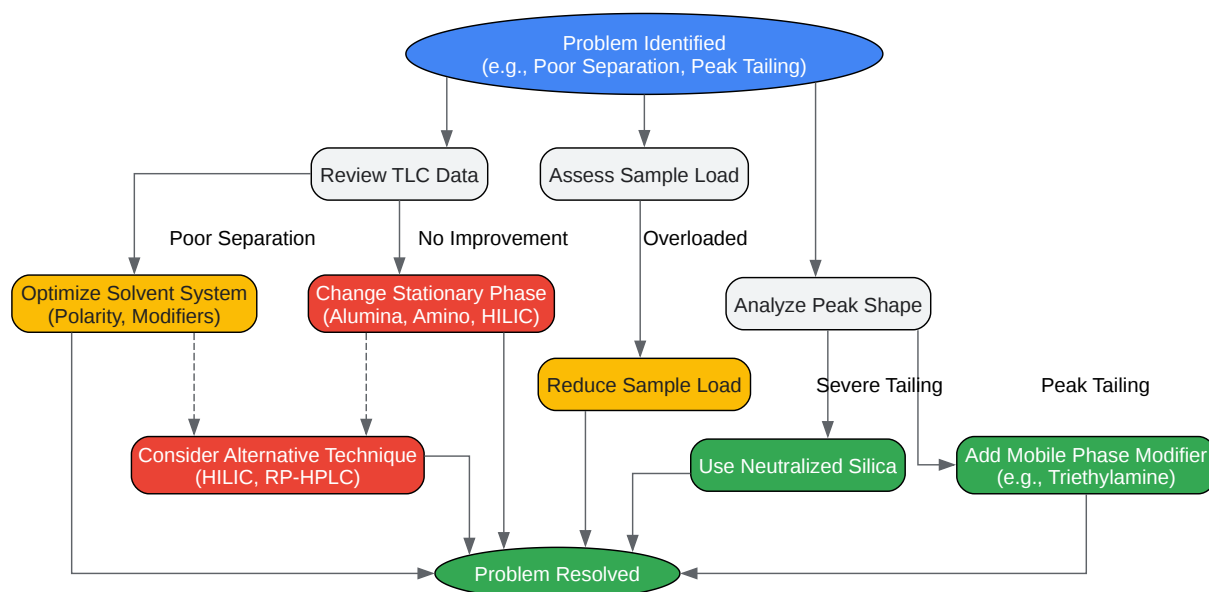 Problem Identified
(e.g., Poor Separation, Peak Tailing)
Review TLC Data
Assess Sample Load
Poor Separation
No Improvement
Overloaded
Optimize Solvent System
(Polarity, Modifiers)
Change Stationary Phase
(Alumina, Amino, HILIC)
Analyze Peak Shape
Reduce Sample Load
Severe Tailing
Peak Tailing
Consider Alternative Technique
(HILIC, RP-HPLC)
Use Neutralized Silica
Add Mobile Phase Modifier
(e.g., Triethylamine)
Problem Resolved